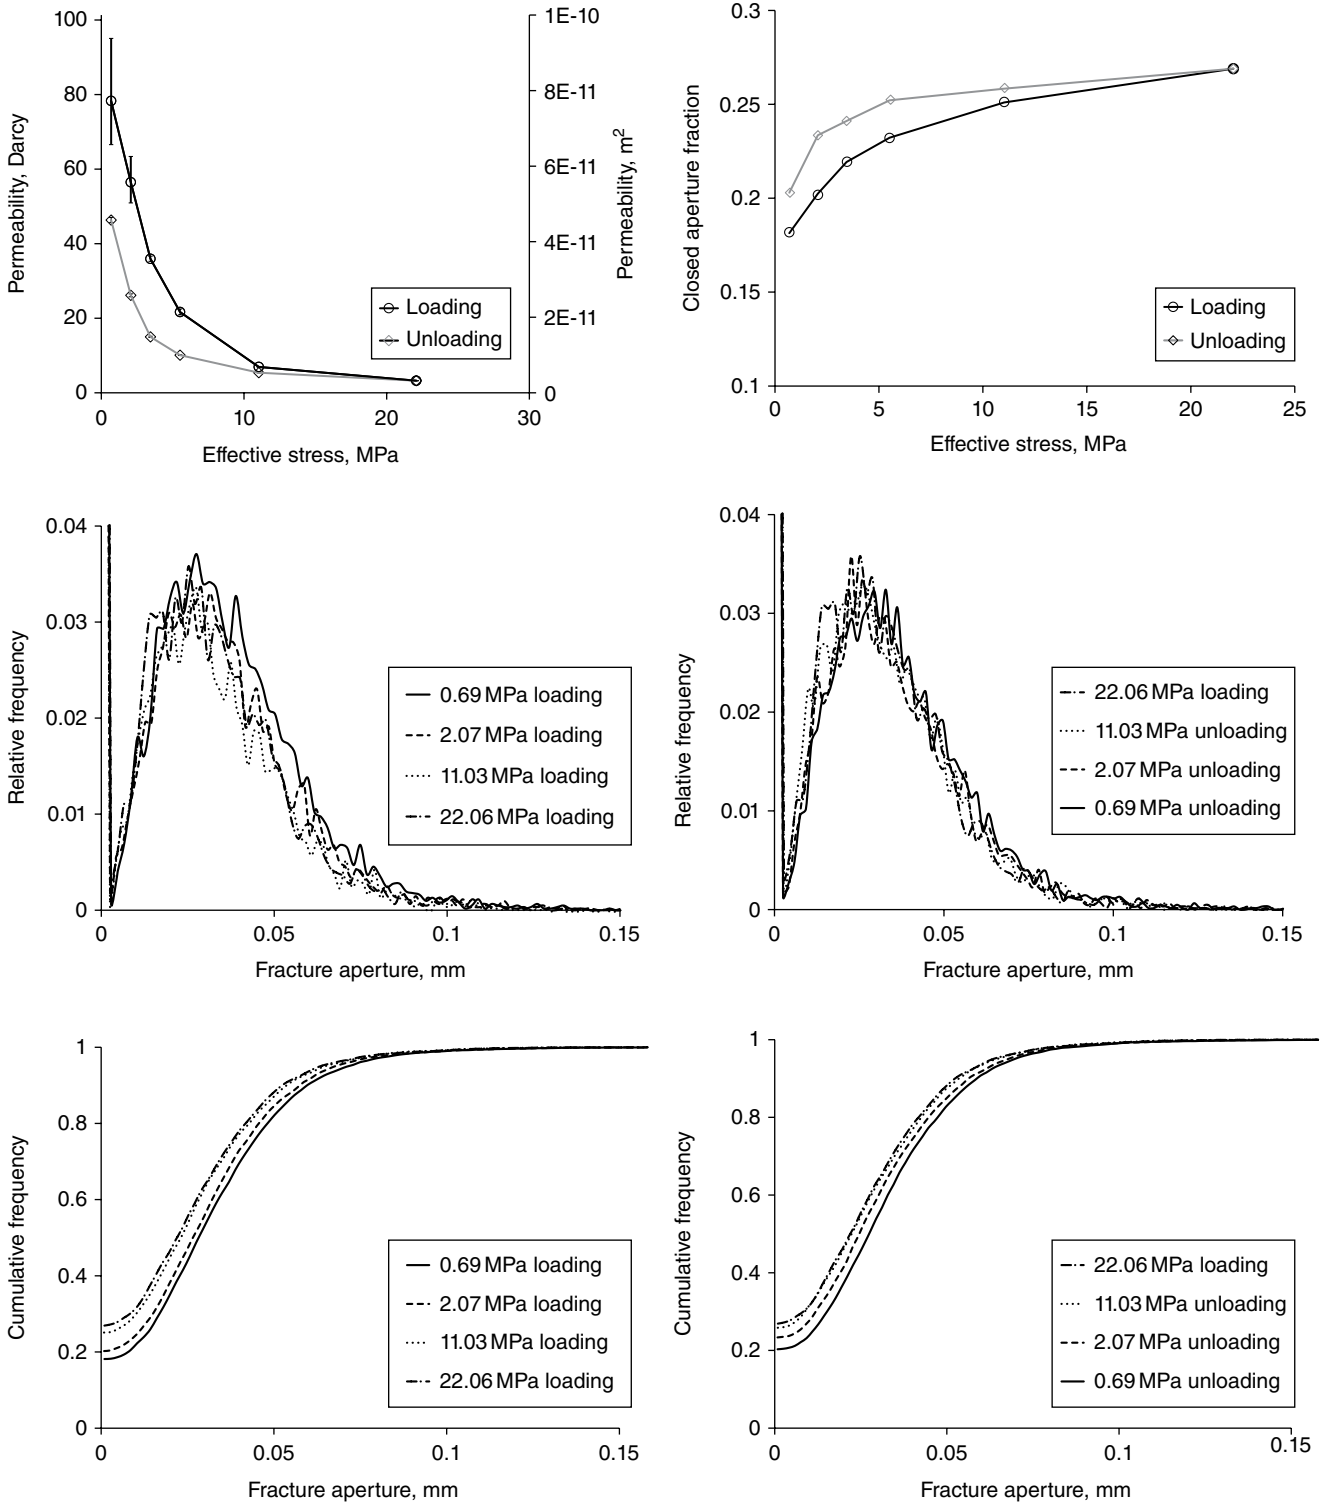 100
80
60
40
20
0
Permeability, Darcy
1E-10
8E-11
6E-11
4E-11
2E-11
0
Permeability, m²
Loading
Unloading
0 10 20 30
Effective stress, MPa
0.3
0.25
0.2
0.15
0.1
Closed aperture fraction
Loading
Unloading
0 5 10 15 20 25
Effective stress, MPa
0.04
0.03
0.02
0.01
0
Relative frequency
0.69 MPa loading
2.07 MPa loading
11.03 MPa loading
22.06 MPa loading
0 0.05 0.1 0.15
Fracture aperture, mm
0.04
0.03
0.02
0.01
0
Relative frequency
22.06 MPa loading
11.03 MPa unloading
2.07 MPa unloading
0.69 MPa unloading
0 0.05 0.1 0.15
Fracture aperture, mm
1
0.8
0.6
0.4
0.2
0
Cumulative frequency
0.69 MPa loading
2.07 MPa loading
11.03 MPa loading
22.06 MPa loading
0 0.05 0.1 0.15
Fracture aperture, mm
1
0.8
0.6
0.4
0.2
0
Cumulative frequency
22.06 MPa loading
11.03 MPa unloading
2.07 MPa unloading
0.69 MPa unloading
0 0.05 0.1 0.15
Fracture aperture, mm